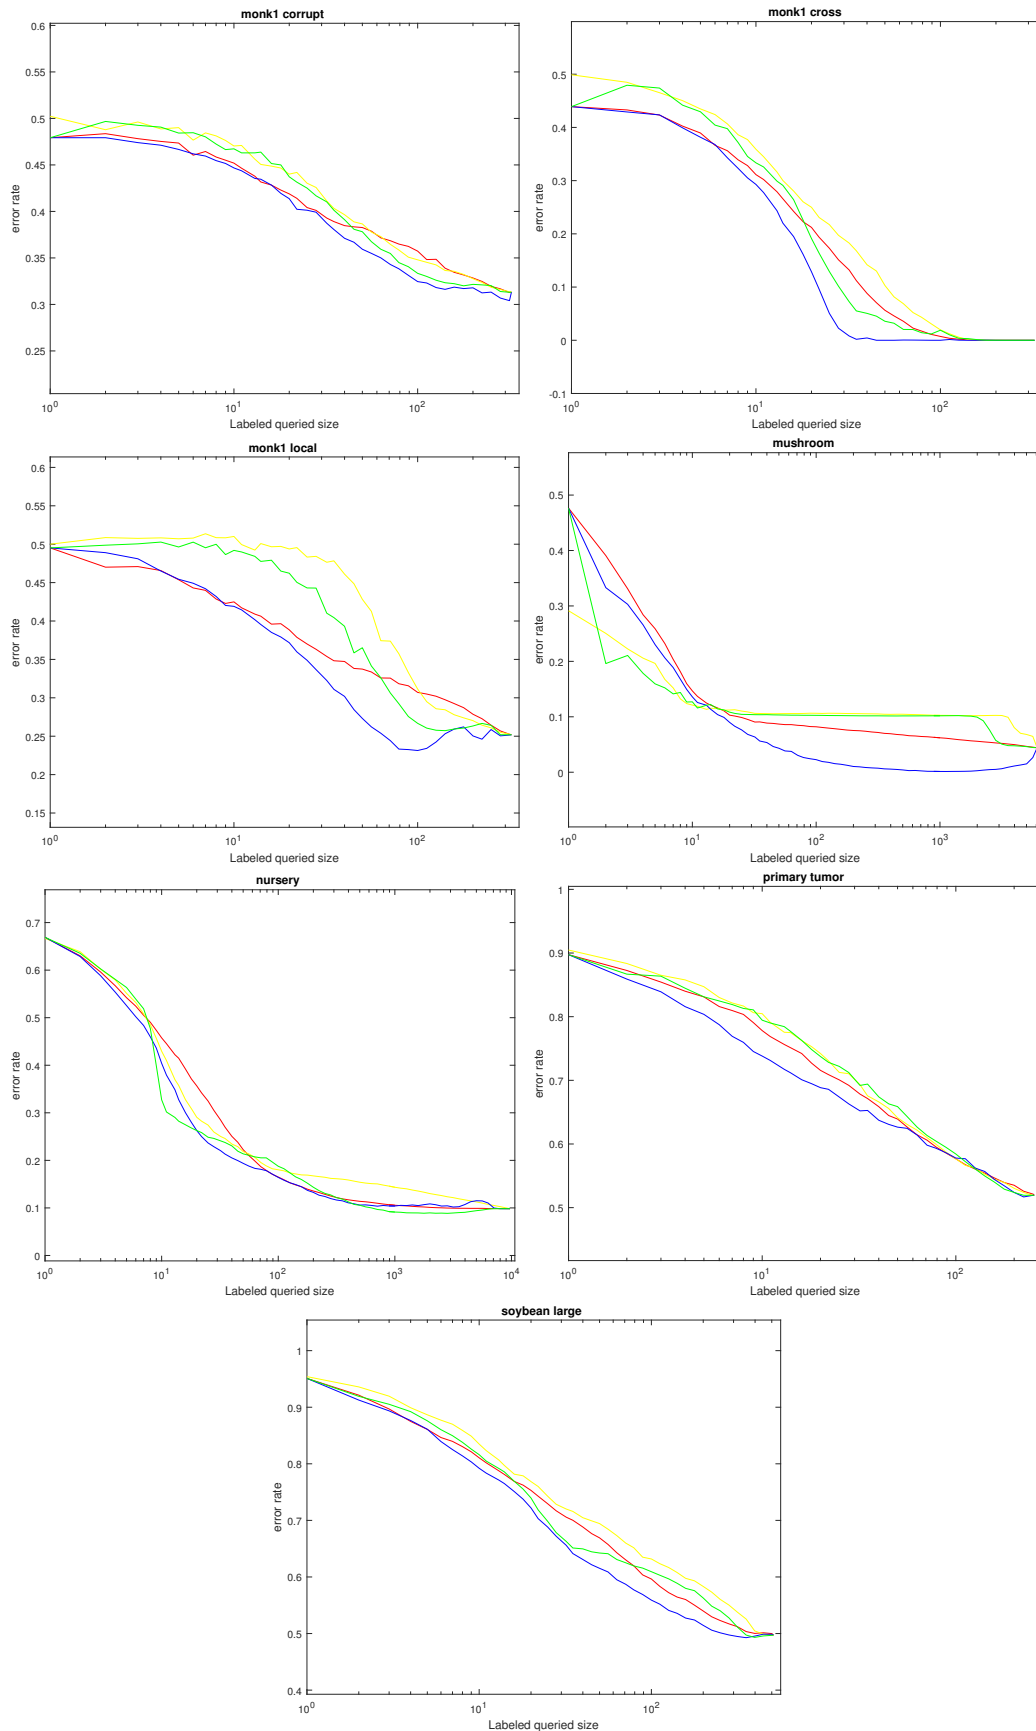 monk1 corrupt
0.6
0.55
0.5
0.45
0.4
0.35
0.3
0.25
error rate
10^0 10^1 10^2
Labeled queried size
monk1 cross
0.5
0.4
0.3
0.2
0.1
0
-0.1
error rate
10^0 10^1 10^2
Labeled queried size
monk1 local
0.6
0.55
0.5
0.45
0.4
0.35
0.3
0.25
0.2
0.15
error rate
10^0 10^1 10^2
Labeled queried size
mushroom
0.5
0.4
0.3
0.2
0.1
0
error rate
10^0 10^1 10^2 10^3
Labeled queried size
nursery
0.7
0.6
0.5
0.4
0.3
0.2
0.1
0
error rate
10^0 10^1 10^2 10^3 10^4
Labeled queried size
primary tumor
1
0.9
0.8
0.7
0.6
0.5
error rate
10^0 10^1 10^2
Labeled queried size
soybean large
1
0.9
0.8
0.7
0.6
0.5
0.4
error rate
10^0 10^1 10^2
Labeled queried size